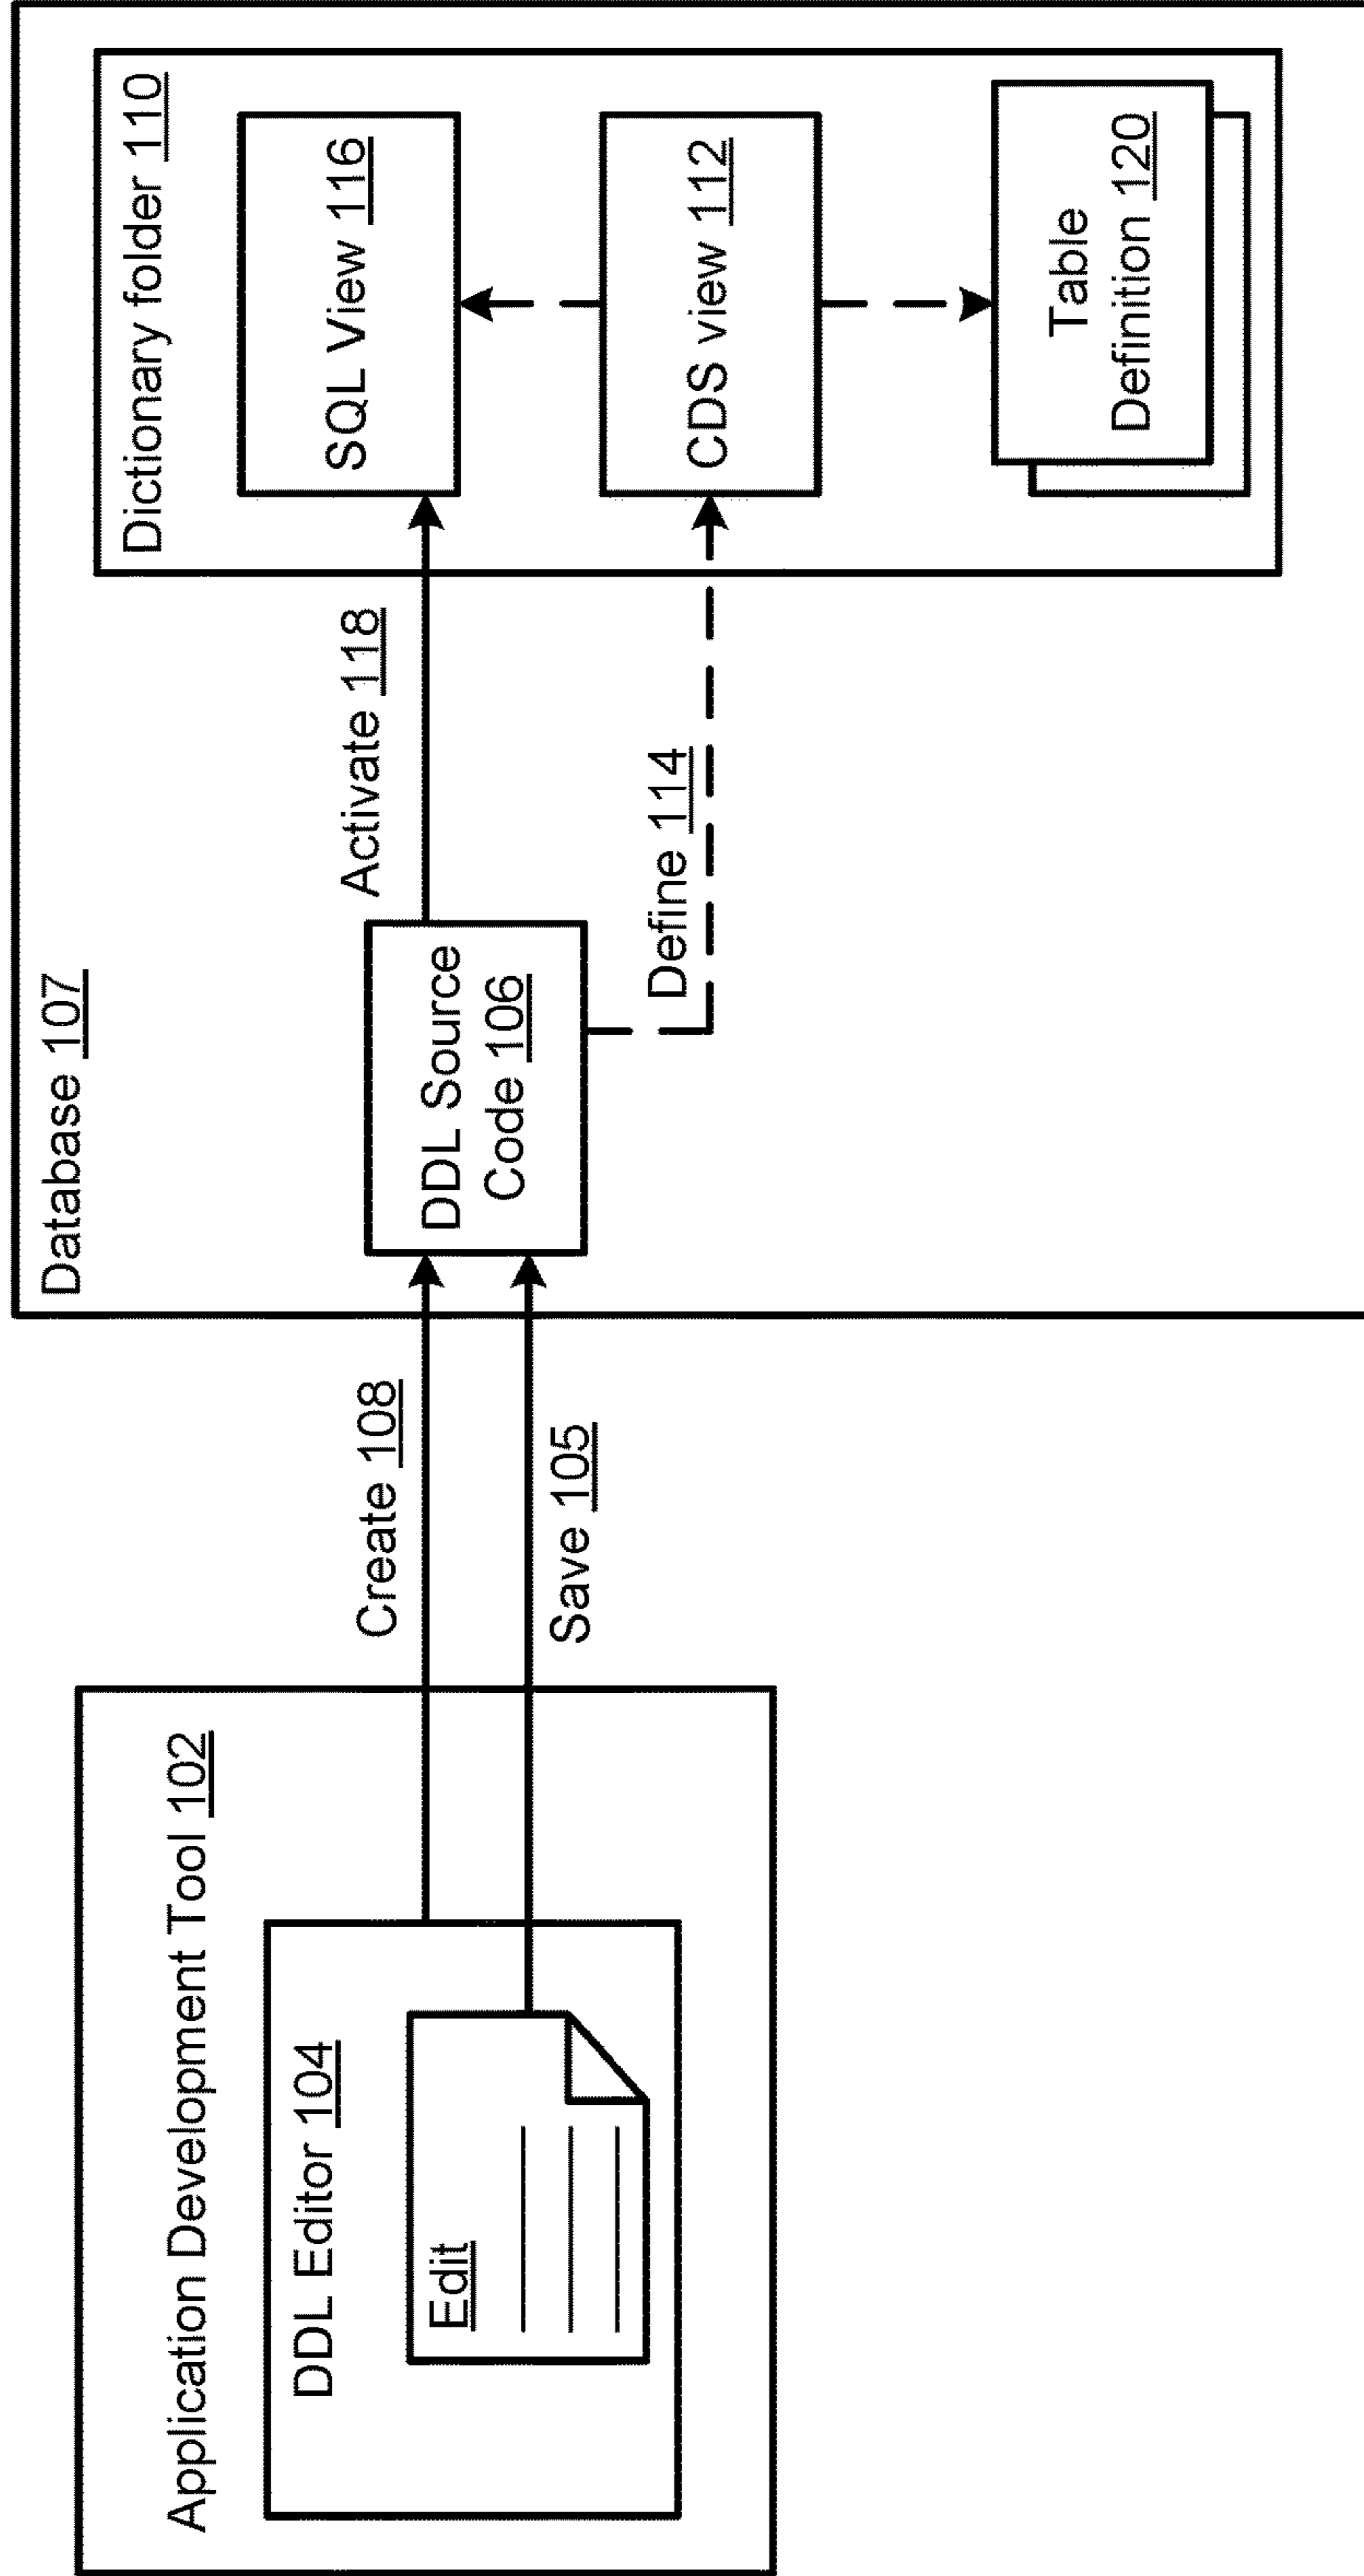 Application Development Tool 102
DDL Editor 104
Edit
Create 108
Save 105
Database 107
DDL Source
Code 106
Activate 118
Define 114
Dictionary folder 110
SQL View 116
CDS view 112
Table
Definition 120